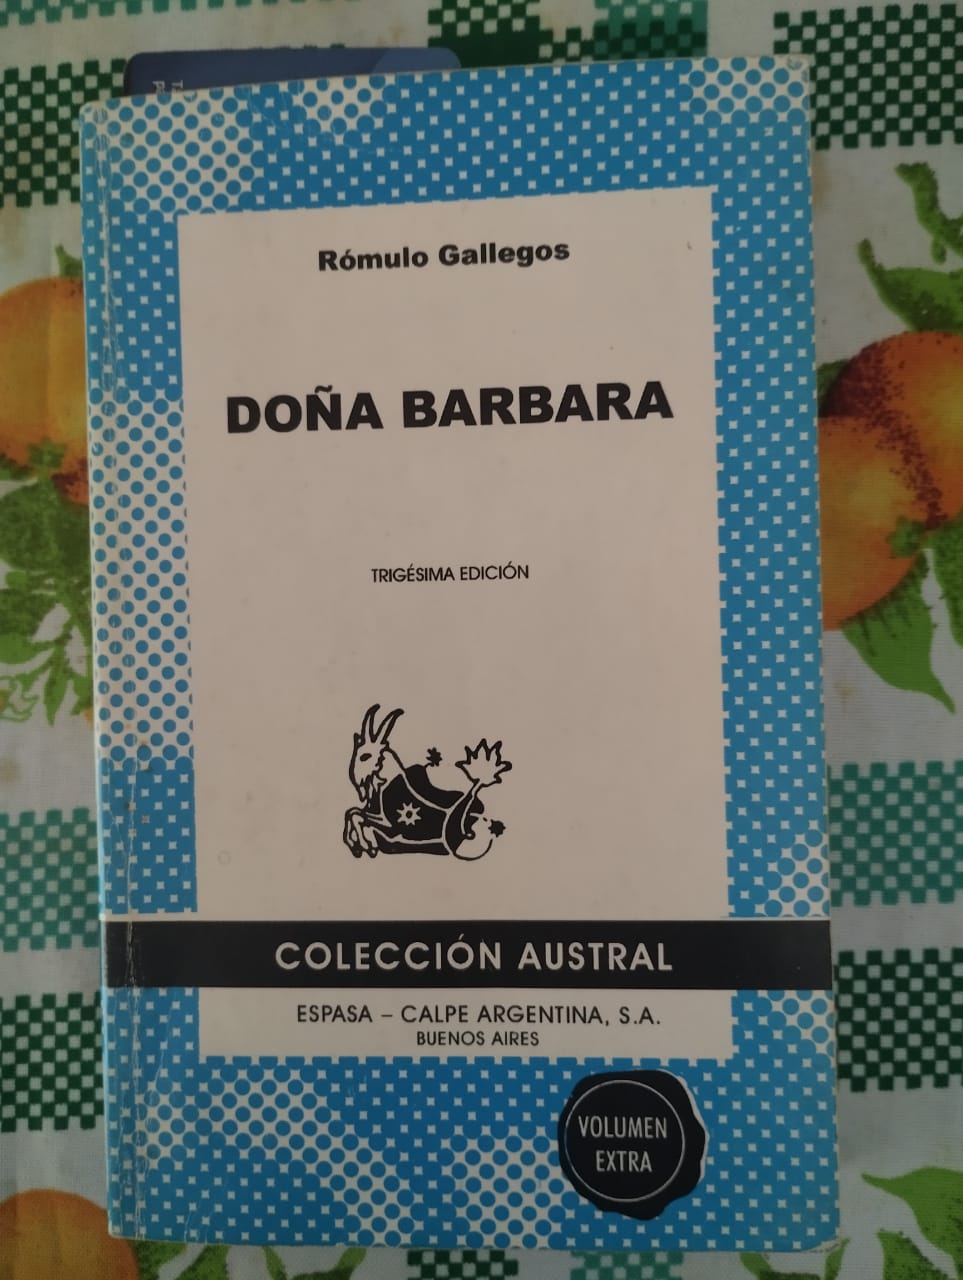 Rómulo Gallegos
DOÑA BARBARA
TRIGÉSIMA EDICIÓN
COLECCIÓN AUSTRAL
ESPASA – CALPE ARGENTINA, S.A.
BUENOS AIRES
VOLUMEN
EXTRA